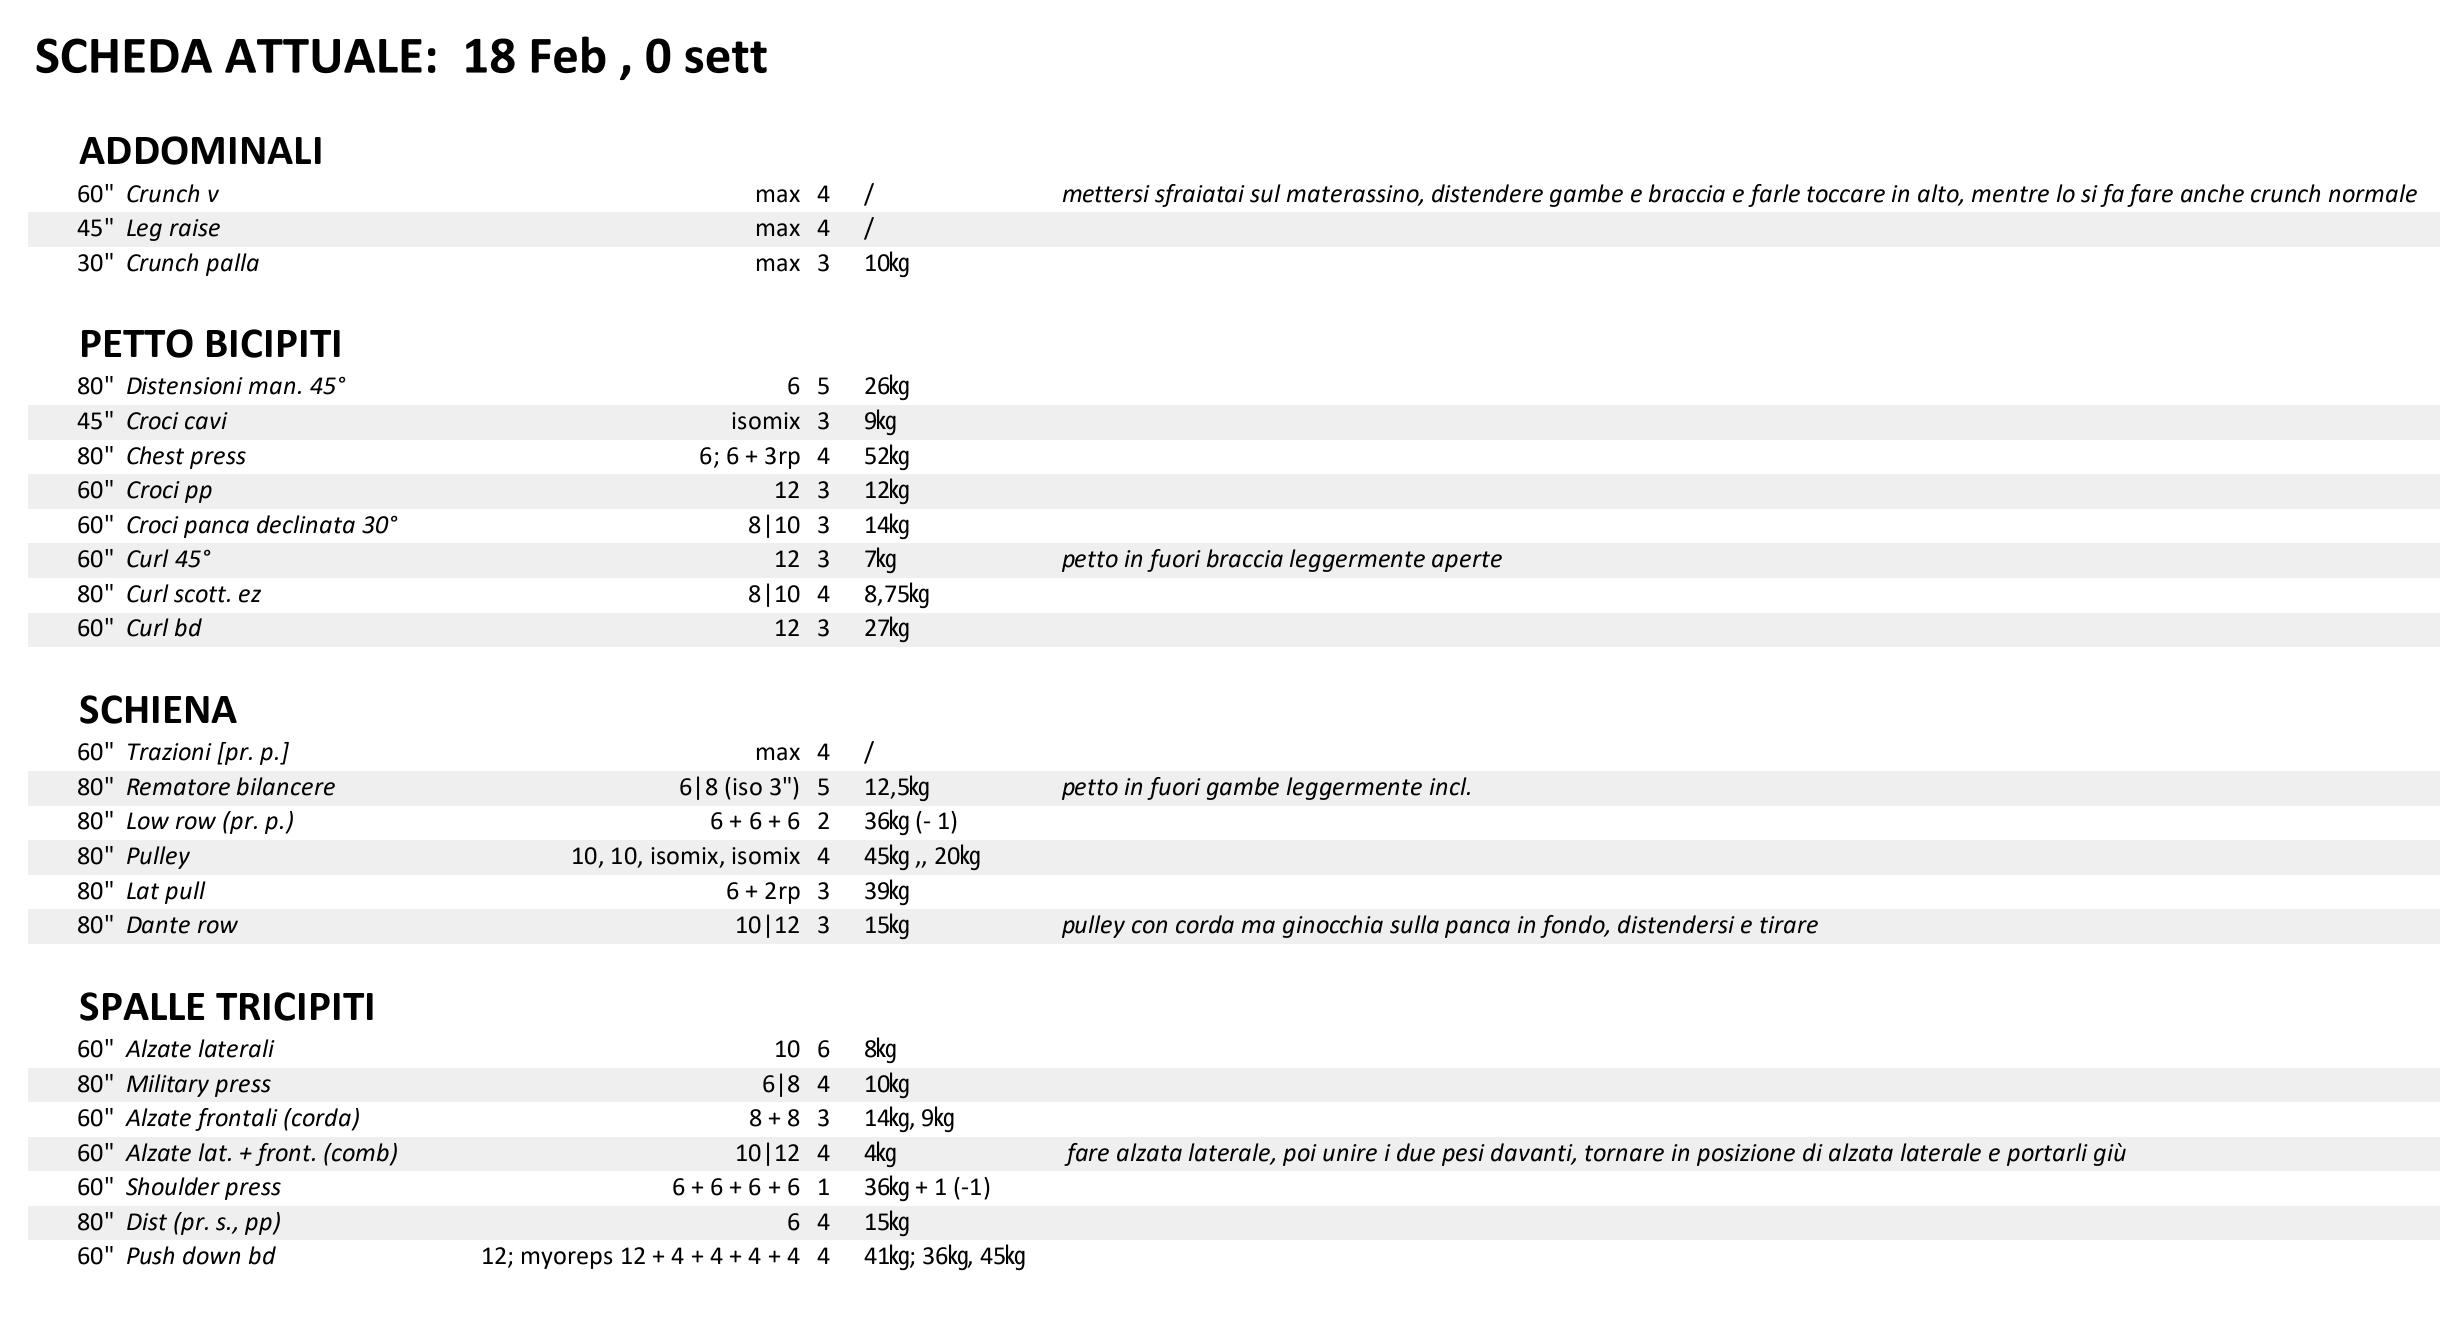 SCHEDA ATTUALE: 18 Feb , 0 sett
ADDOMINALI
60" Crunch v max 4 / mettersi sfraiatai sul materassino, distendere gambe e braccia e farle toccare in alto, mentre lo si fa fare anche crunch normale
45" Leg raise max 4 /
30" Crunch palla max 3 10kg
PETTO BICIPITI
80" Distensioni man. 45° 6 5 26kg
45" Croci cavi isomix 3 9kg
80" Chest press 6; 6 + 3rp 4 52kg
60" Croci pp 12 3 12kg
60" Croci panca declinata 30° 8|10 3 14kg
60" Curl 45° 12 3 7kg petto in fuori braccia leggermente aperte
80" Curl scott. ez 8|10 4 8,75kg
60" Curl bd 12 3 27kg
SCHIENA
60" Trazioni [pr. p.] max 4 /
80" Rematore bilancere 6|8 (iso 3") 5 12,5kg petto in fuori gambe leggermente incl.
80" Low row (pr. p.) 6 + 6 + 6 2 36kg (- 1)
80" Pulley 10, 10, isomix, isomix 4 45kg ,, 20kg
80" Lat pull 6 + 2rp 3 39kg
80" Dante row 10|12 3 15kg pulley con corda ma ginocchia sulla panca in fondo, distendersi e tirare
SPALLE TRICIPITI
60" Alzate laterali 10 6 8kg
80" Military press 6|8 4 10kg
60" Alzate frontali (corda) 8 + 8 3 14kg, 9kg
60" Alzate lat. + front. (comb) 10|12 4 4kg fare alzata laterale, poi unire i due pesi davanti, tornare in posizione di alzata laterale e portarli giù
60" Shoulder press 6 + 6 + 6 + 6 1 36kg + 1 (-1)
80" Dist (pr. s., pp) 6 4 15kg
60" Push down bd 12; myoreps 12 + 4 + 4 + 4 + 4 4 41kg; 36kg, 45kg